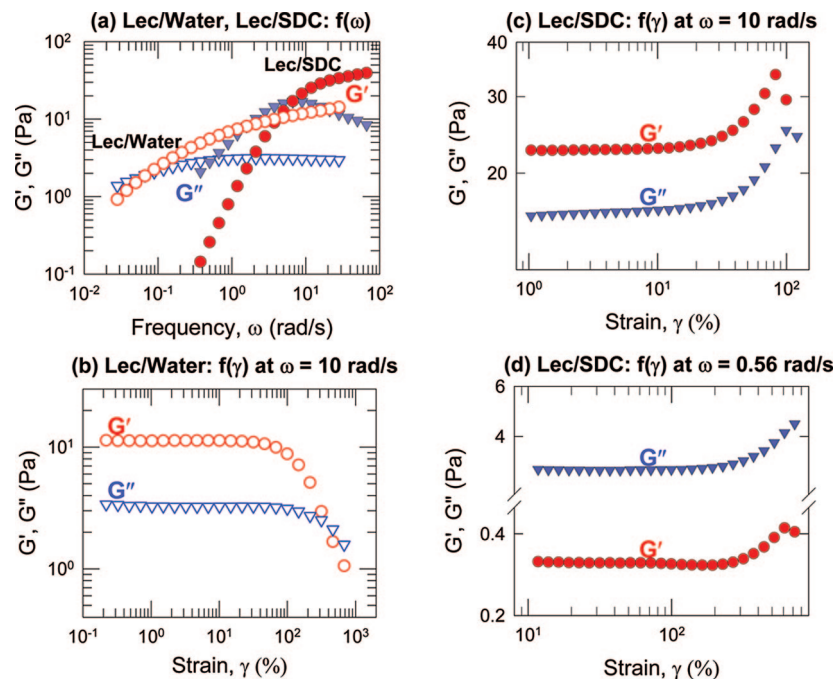 (a) Lec/Water, Lec/SDC: f(ω)
G', G'' (Pa)
10²
10¹
10⁰
10⁻¹
Lec/SDC
G'
Lec/Water
G''
10⁻² 10⁻¹ 10⁰ 10¹ 10²
Frequency, ω (rad/s)
(c) Lec/SDC: f(γ) at ω = 10 rad/s
G', G'' (Pa)
40
30
20
G'
G''
10⁰ 10¹ 10²
Strain, γ (%)
(b) Lec/Water: f(γ) at ω = 10 rad/s
G', G'' (Pa)
10¹
10⁰
G'
G''
10⁻¹ 10⁰ 10¹ 10² 10³
Strain, γ (%)
(d) Lec/SDC: f(γ) at ω = 0.56 rad/s
G', G'' (Pa)
6
4
0.4
0.2
G''
G'
10¹ 10²
Strain, γ (%)